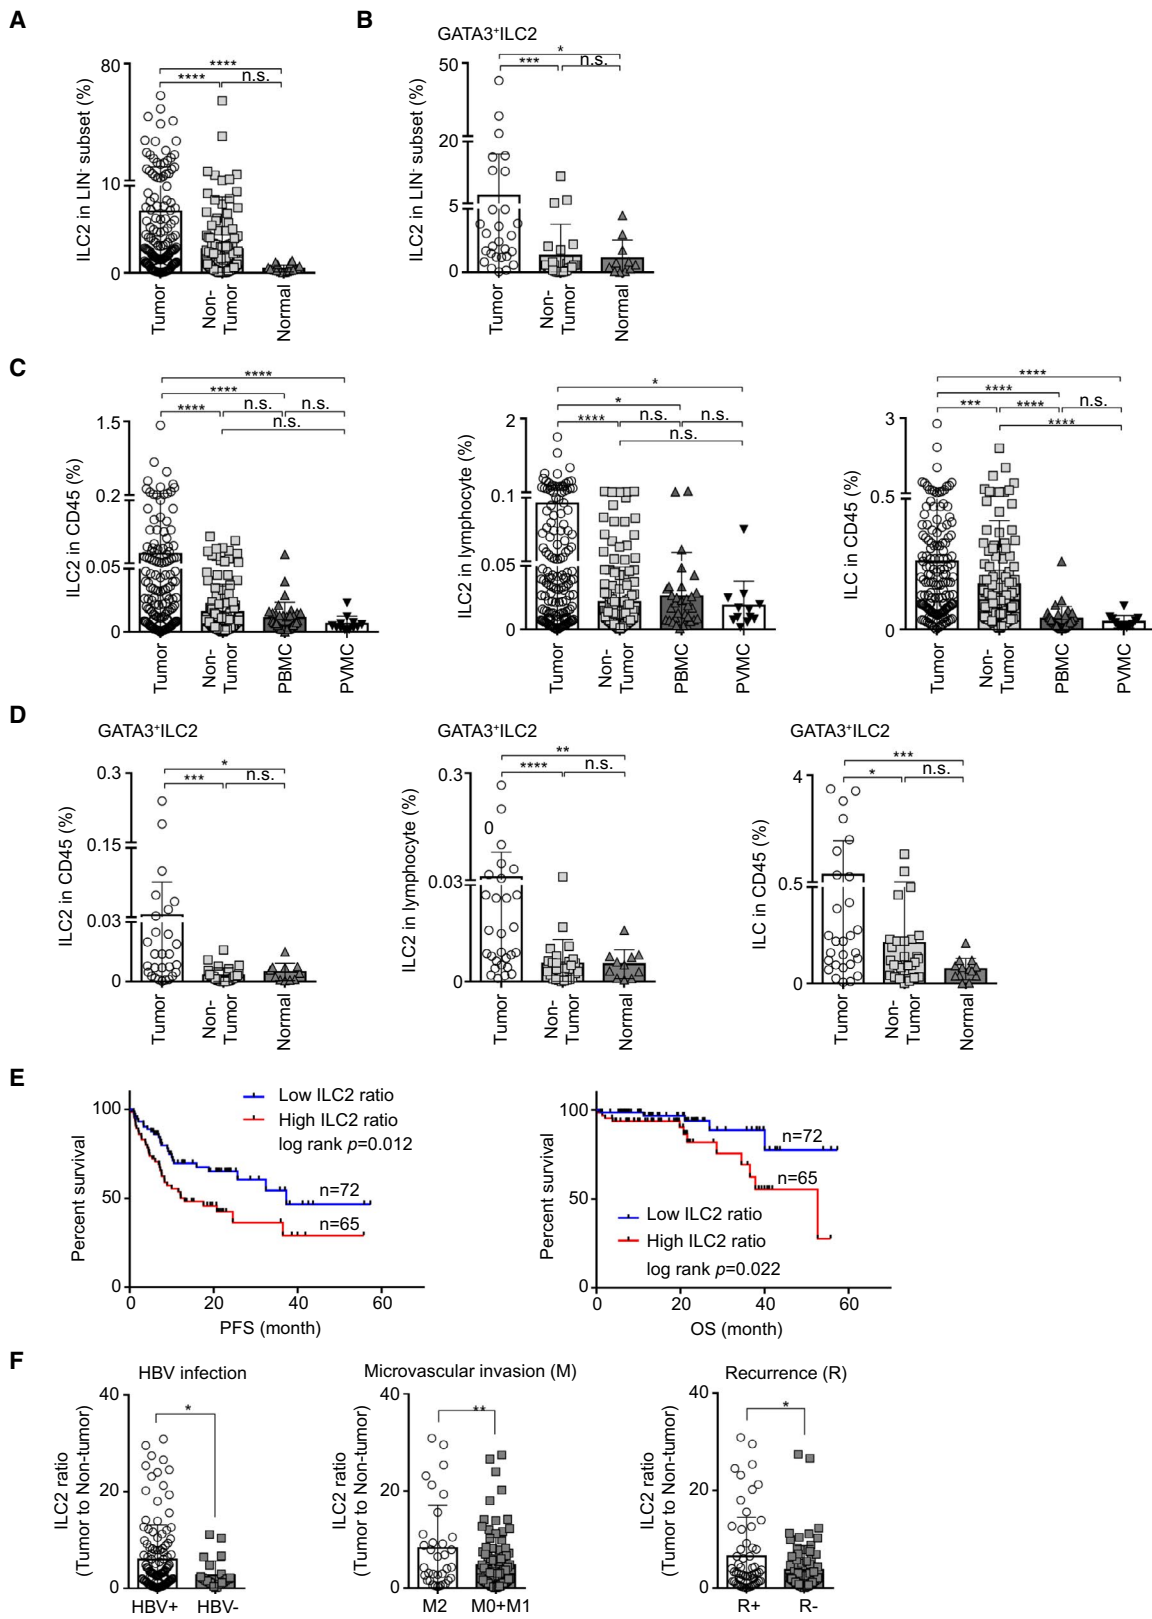 A
ILC2 in LIN⁻ subset (%)
80
10
0
****
****
n.s.
Tumor
Non-
Tumor
Normal
B
GATA3⁺ILC2
ILC2 in LIN⁻ subset (%)
50
20
5
0
*
***
n.s.
Tumor
Non-
Tumor
Normal
C
ILC2 in CD45 (%)
1.5
0.2
0.05
0
****
****
****
n.s.
n.s.
n.s.
Tumor
Non-
Tumor
PBMC
PVMC
ILC2 in lymphocyte (%)
2
0.1
0.05
0
*
*
****
n.s.
n.s.
n.s.
Tumor
Non-
Tumor
PBMC
PVMC
ILC in CD45 (%)
3
0.5
0
****
****
***
****
n.s.
****
Tumor
Non-
Tumor
PBMC
PVMC
D
GATA3⁺ILC2
ILC2 in CD45 (%)
0.3
0.15
0.03
0
*
***
n.s.
Tumor
Non-
Tumor
Normal
GATA3⁺ILC2
ILC2 in lymphocyte (%)
0.3
0.03
0
**
****
n.s.
0
Tumor
Non-
Tumor
Normal
GATA3⁺ILC2
ILC in CD45 (%)
4
0.5
0
***
*
n.s.
Tumor
Non-
Tumor
Normal
E
Percent survival
100
50
0
Low ILC2 ratio
High ILC2 ratio
log rank p=0.012
n=72
n=65
0 20 40 60
PFS (month)
Percent survival
100
50
0
n=72
n=65
Low ILC2 ratio
High ILC2 ratio
log rank p=0.022
0 20 40 60
OS (month)
F
HBV infection
ILC2 ratio
(Tumor to Non-tumor)
40
20
0
*
HBV+ HBV-
Microvascular invasion (M)
ILC2 ratio
(Tumor to Non-tumor)
40
20
0
**
M2 M0+M1
Recurrence (R)
ILC2 ratio
(Tumor to Non-tumor)
40
20
0
*
R+ R-